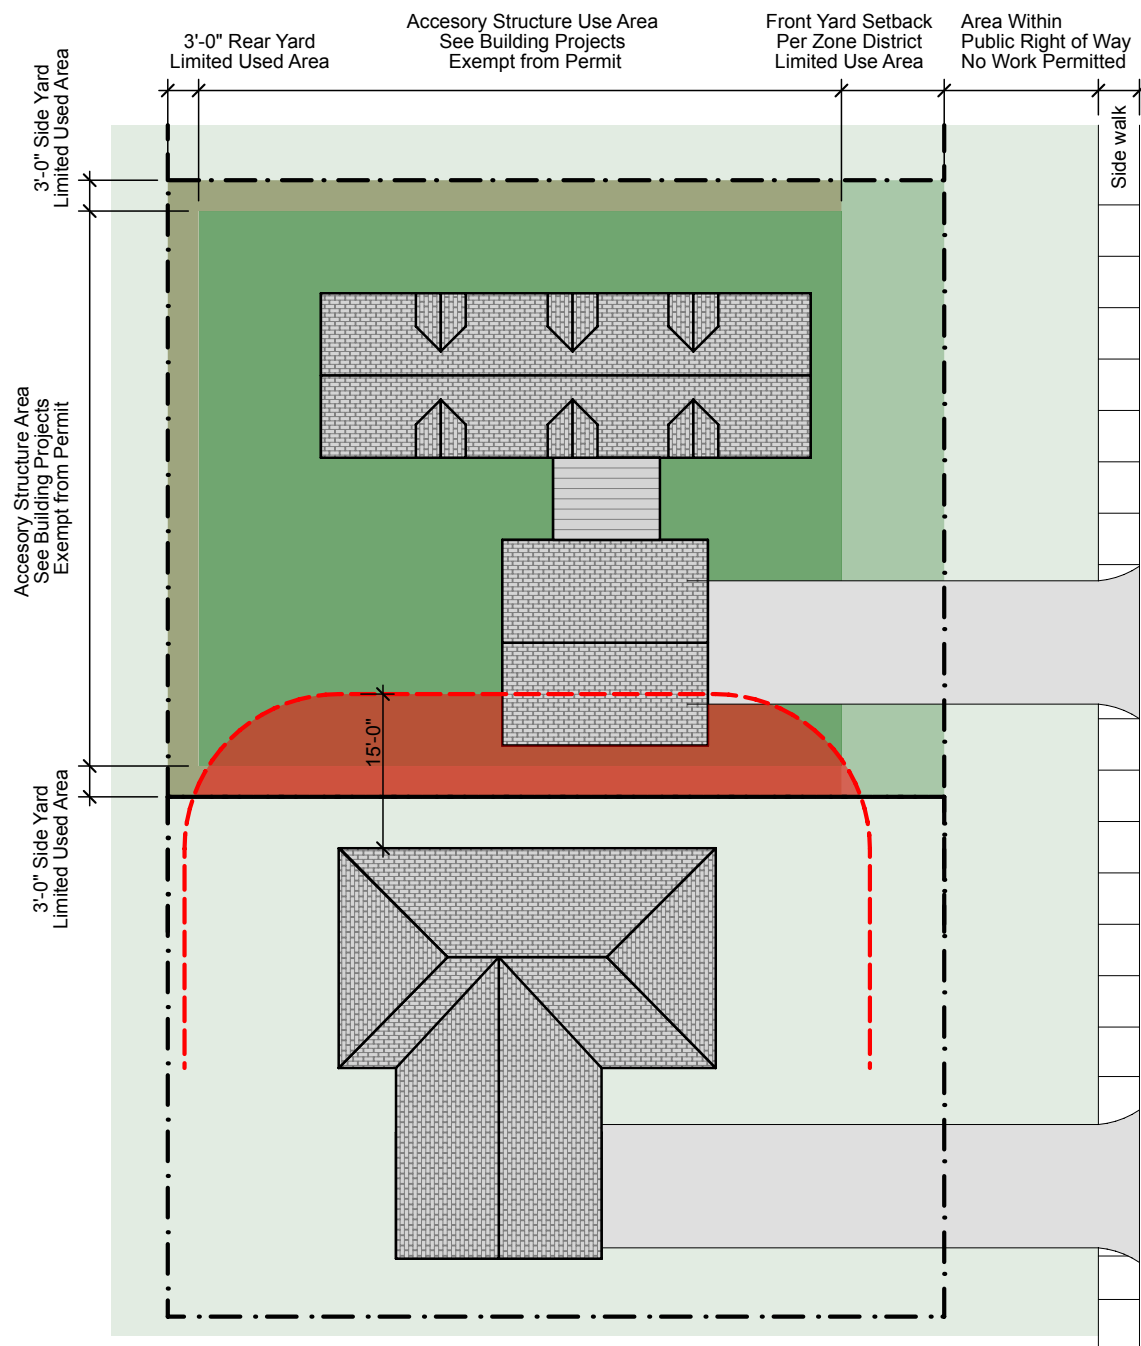 3'-0" Rear Yard
Limited Used Area
Accesory Structure Use Area
See Building Projects
Exempt from Permit
Front Yard Setback
Per Zone District
Limited Use Area
Area Within
Public Right of Way
No Work Permitted
3'-0" Side Yard
Limited Used Area
Side walk
Accesory Structure Area
See Building Projects
Exempt from Permit
15'-0"
3'-0" Side Yard
Limited Used Area